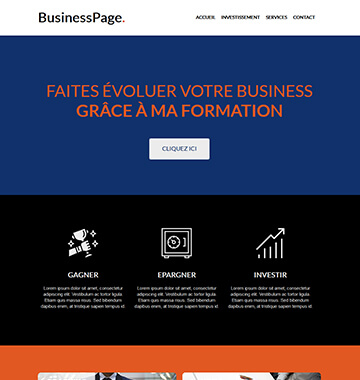 BusinessPage.
ACCUEIL INVESTISSEMENT SERVICES CONTACT
FAITES ÉVOLUER VOTRE BUSINESS
GRÂCE À MA FORMATION
CLIQUEZ ICI
GAGNER
Lorem ipsum dolor sit amet, consectetur
adipiscing elit. Vestibulum ac tortor ligula.
Etiam quis massa risus. Sed bibendum
dapibus enim, at tristique sapien tempus ut.
EPARGNER
Lorem ipsum dolor sit amet, consectetur
adipiscing elit. Vestibulum ac tortor ligula.
Etiam quis massa risus. Sed bibendum
dapibus enim, at tristique sapien tempus ut.
INVESTIR
Lorem ipsum dolor sit amet, consectetur
adipiscing elit. Vestibulum ac tortor ligula.
Etiam quis massa risus. Sed bibendum
dapibus enim, at tristique sapien tempus ut.